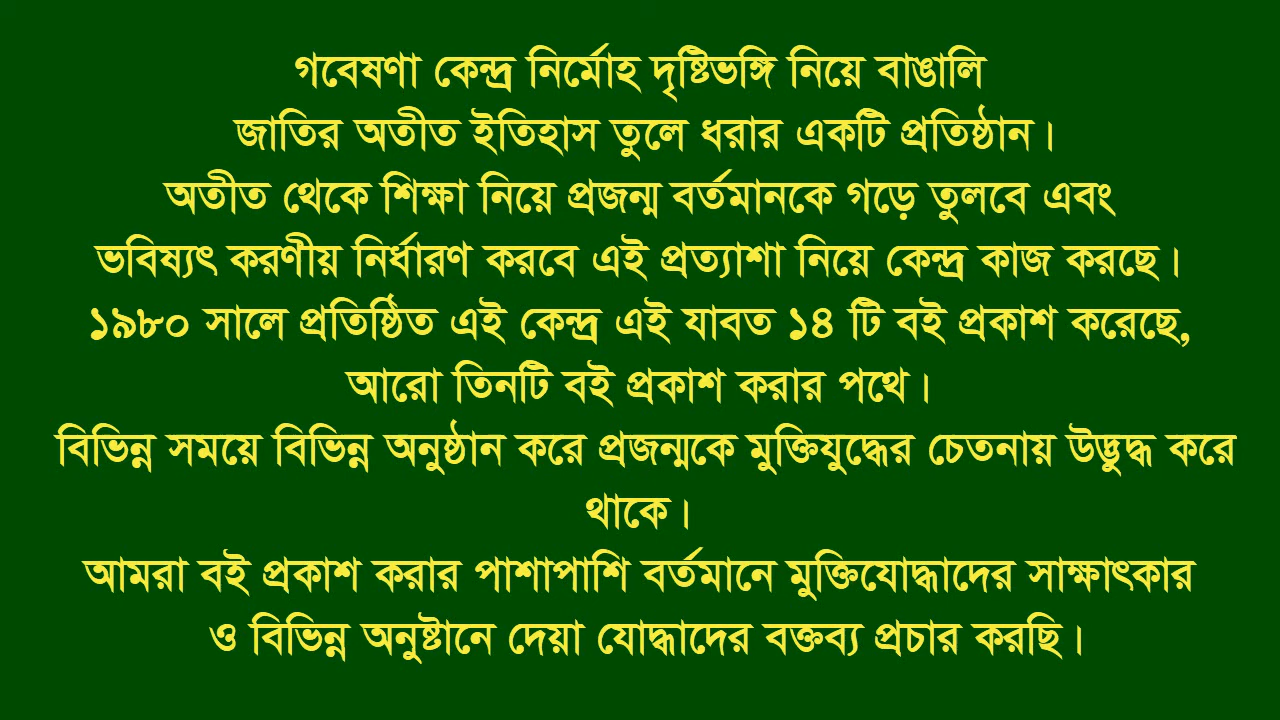 গবেষণা কেন্দ্র নির্মোহ দৃষ্টিভঙ্গি নিয়ে বাঙালি
জাতির অতীত ইতিহাস তুলে ধরার একটি প্রতিষ্ঠান।
অতীত থেকে শিক্ষা নিয়ে প্রজন্ম বর্তমানকে গড়ে তুলবে এবং
ভবিষ্যৎ করণীয় নির্ধারণ করবে এই প্রত্যাশা নিয়ে কেন্দ্র কাজ করছে।
১৯৮০ সালে প্রতিষ্ঠিত এই কেন্দ্র এই যাবত ১৪ টি বই প্রকাশ করেছে,
আরো তিনটি বই প্রকাশ করার পথে।
বিভিন্ন সময়ে বিভিন্ন অনুষ্ঠান করে প্রজন্মকে মুক্তিযুদ্ধের চেতনায় উদ্ভুদ্ধ করে
থাকে।
আমরা বই প্রকাশ করার পাশাপাশি বর্তমানে মুক্তিযোদ্ধাদের সাক্ষাৎকার
ও বিভিন্ন অনুষ্টানে দেয়া যোদ্ধাদের বক্তব্য প্রচার করছি।